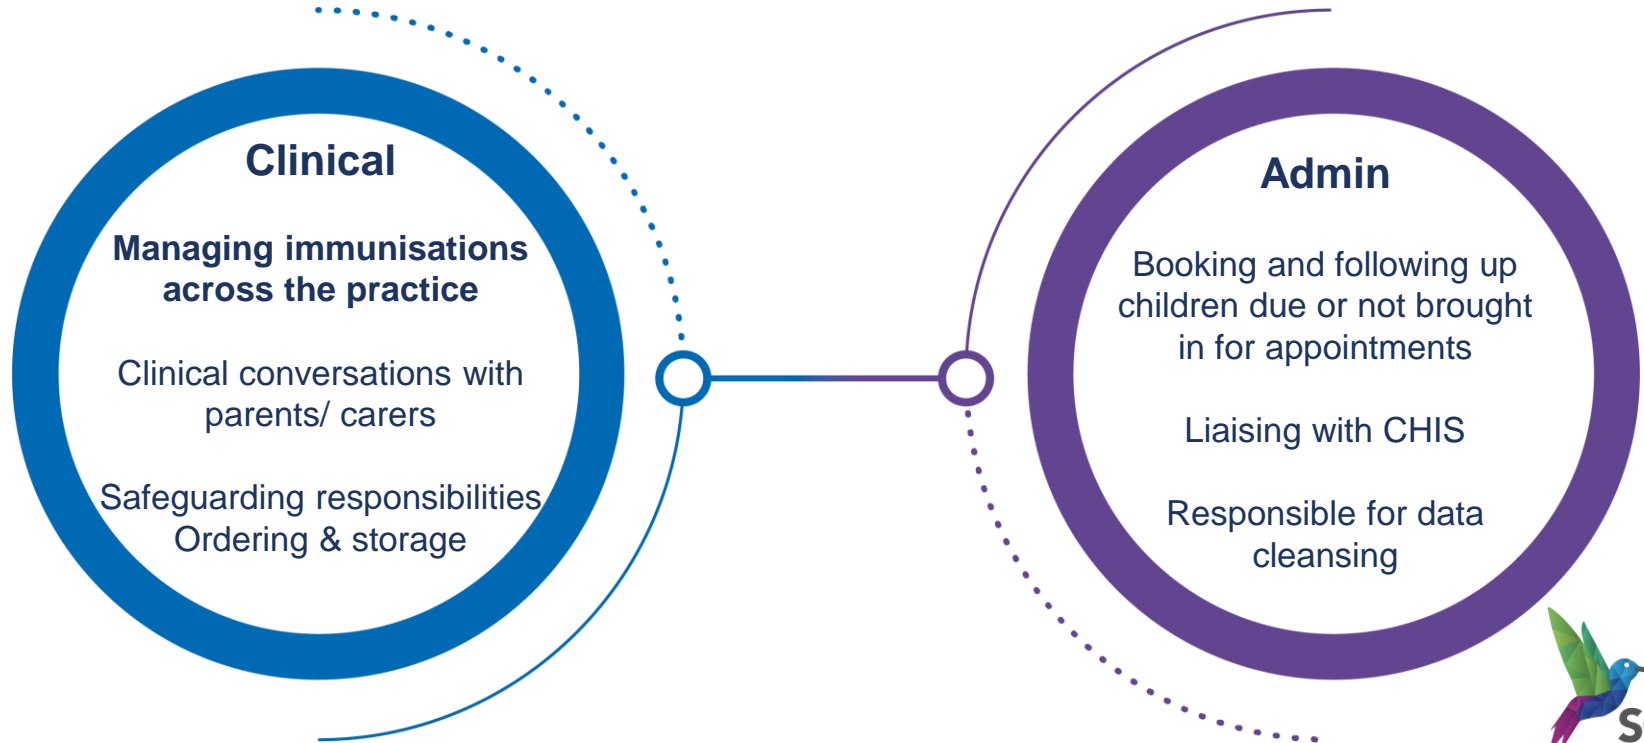 Clinical
Managing immunisations
across the practice
Clinical conversations with
parents/ carers
Safeguarding responsibilities
Ordering & storage
Admin
Booking and following up
children due or not brought
in for appointments
Liaising with CHIS
Responsible for data
cleansing